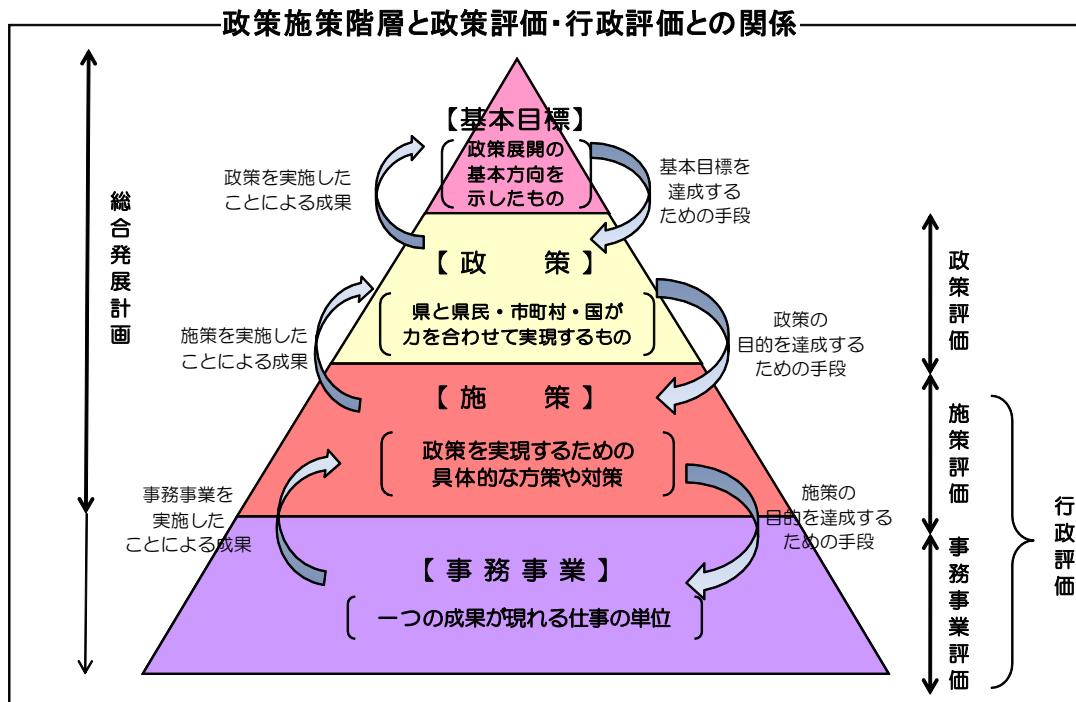 政策施策階層と政策評価・行政評価との関係
【基本目標】
政策展開の
基本方向を
示したもの
政策を実施した
ことによる成果
基本目標を
達成する
ための手段
【政　　策】
県と県民・市町村・国が
力を合わせて実現するもの
施策を実施した
ことによる成果
政策の
目的を達成する
ための手段
【施　　策】
政策を実現するための
具体的な方策や対策
事務事業を
実施した
ことによる成果
施策の
目的を達成する
ための手段
【事務事業】
一つの成果が現れる仕事の単位
総合発展計画
政策評価
施策評価
事務事業評価
行政評価